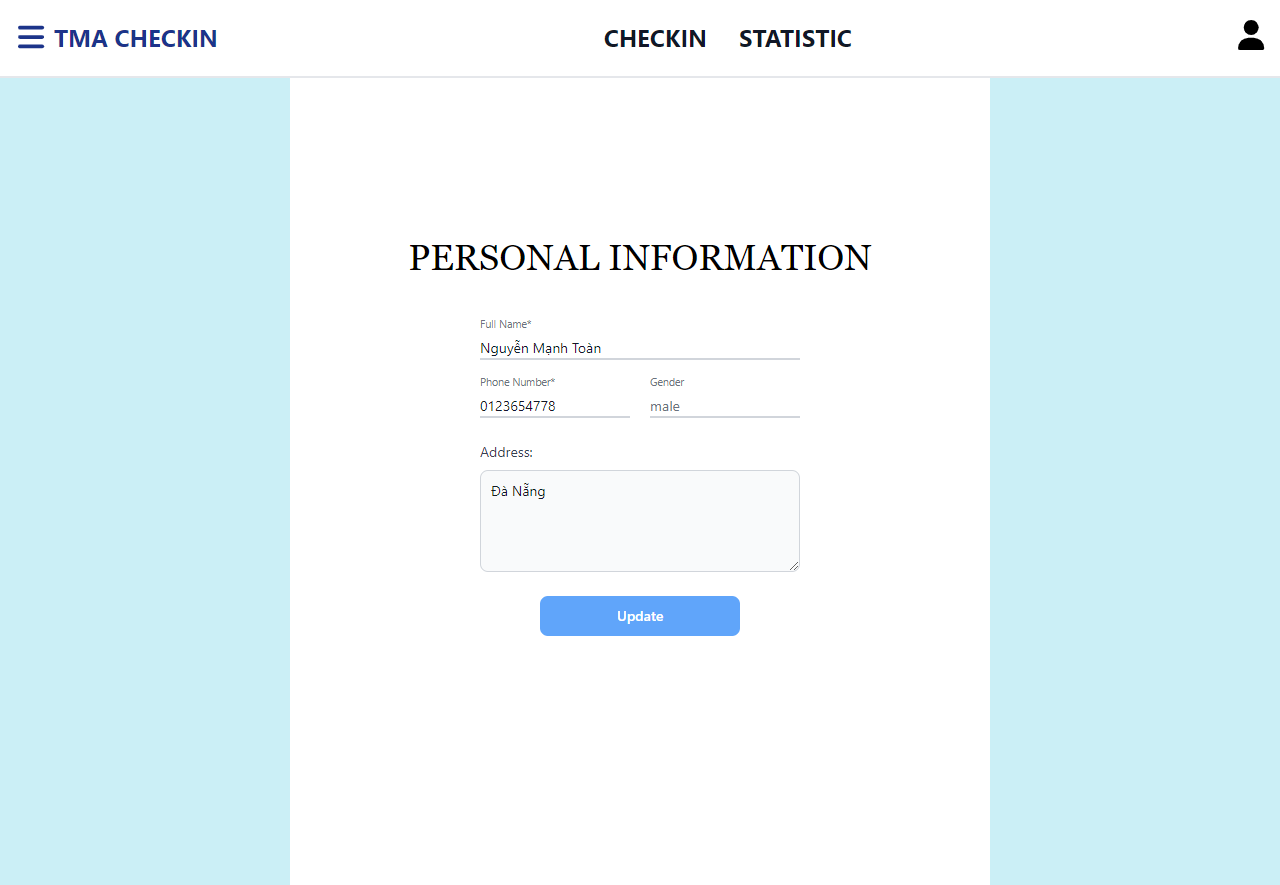 TMA CHECKIN CHECKIN STATISTIC
PERSONAL INFORMATION
Full Name*
Nguyễn Mạnh Toàn
Phone Number* Gender
0123654778 male
Address:
Đà Nẵng
Update